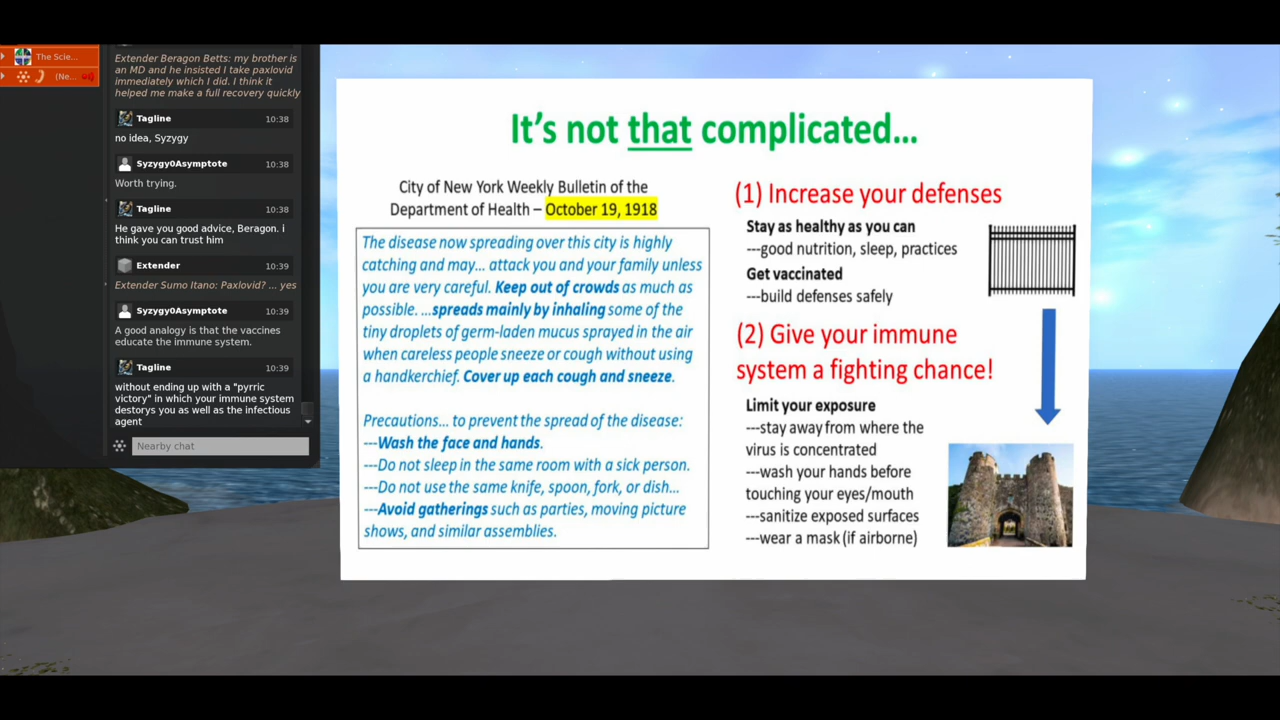 The Scie...
(Ne...
Extender Beragon Betts: my brother is
an MD and he insisted I take paxlovid
immediately which I did. I think it
helped me make a full recovery quickly
Tagline 10:38
no idea, Syzygy
Syzygy0Asymptote 10:38
Worth trying.
Tagline 10:38
He gave you good advice, Beragon. i
think you can trust him
Extender 10:39
Extender Sumo Itano: Paxlovid? ... yes
Syzygy0Asymptote 10:39
A good analogy is that the vaccines
educate the immune system.
Tagline 10:39
without ending up with a "pyrric
victory" in which your immune system
destorys you as well as the infectious
agent
Nearby chat
It's not that complicated...
City of New York Weekly Bulletin of the
Department of Health – October 19, 1918
The disease now spreading over this city is highly
catching and may... attack you and your family unless
you are very careful. Keep out of crowds as much as
possible. ...spreads mainly by inhaling some of the
tiny droplets of germ-laden mucus sprayed in the air
when careless people sneeze or cough without using
a handkerchief. Cover up each cough and sneeze.
Precautions... to prevent the spread of the disease:
---Wash the face and hands.
---Do not sleep in the same room with a sick person.
---Do not use the same knife, spoon, fork, or dish...
---Avoid gatherings such as parties, moving picture
shows, and similar assemblies.
(1) Increase your defenses
Stay as healthy as you can
---good nutrition, sleep, practices
Get vaccinated
---build defenses safely
(2) Give your immune
system a fighting chance!
Limit your exposure
---stay away from where the
virus is concentrated
---wash your hands before
touching your eyes/mouth
---sanitize exposed surfaces
---wear a mask (if airborne)